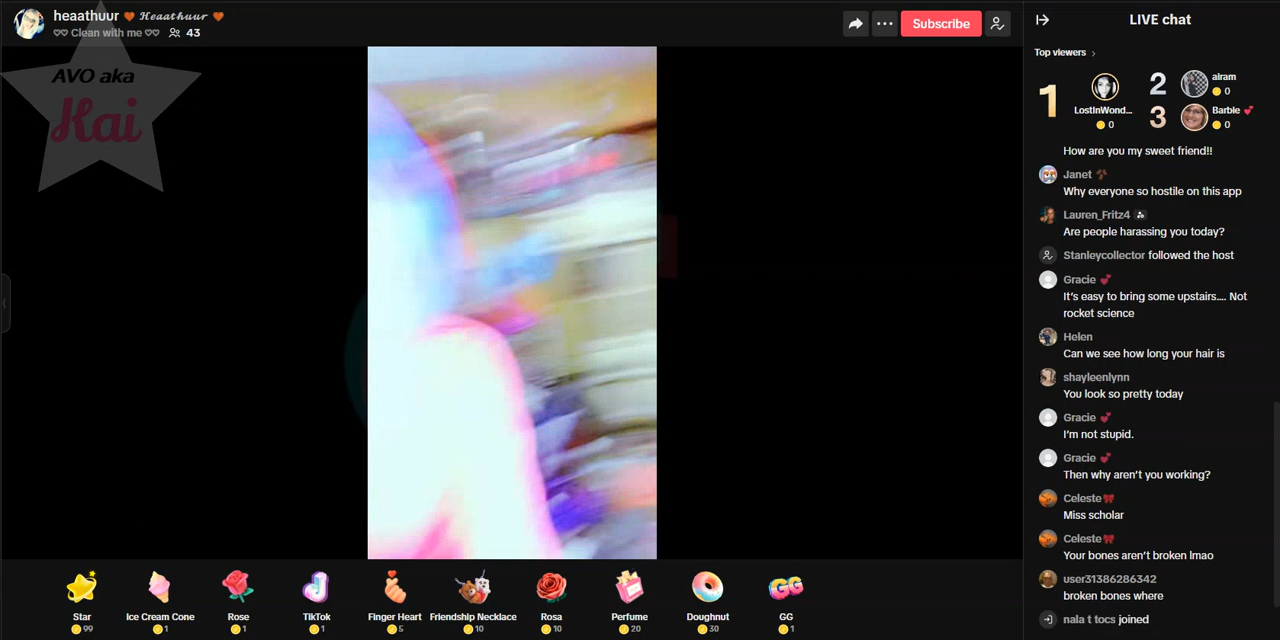 heaathuur 🧡 𝓗𝓮𝓪𝓪𝓽𝓱𝓾𝓾𝓻 🧡
♡♡ Clean with me ♡♡ 43
Subscribe
AVO aka
Kai
LIVE chat
Top viewers >
1
LostInWond...
0
2
airam
0
3
Barbie 💕
0
How are you my sweet friend!!
Janet
Why everyone so hostile on this app
Lauren_Fritz4
Are people harassing you today?
Stanleycollector followed the host
Gracie 💕
It's easy to bring some upstairs.... Not
rocket science
Helen
Can we see how long your hair is
shayleenlynn
You look so pretty today
Gracie 💕
I'm not stupid.
Gracie 💕
Then why aren't you working?
Celeste🎀
Miss scholar
Celeste🎀
Your bones aren't broken lmao
user31386286342
broken bones where
nala t tocs joined
Star
99
Ice Cream Cone
1
Rose
1
TikTok
1
Finger Heart
5
Friendship Necklace
10
Rosa
10
Perfume
20
Doughnut
30
GG
GG
1